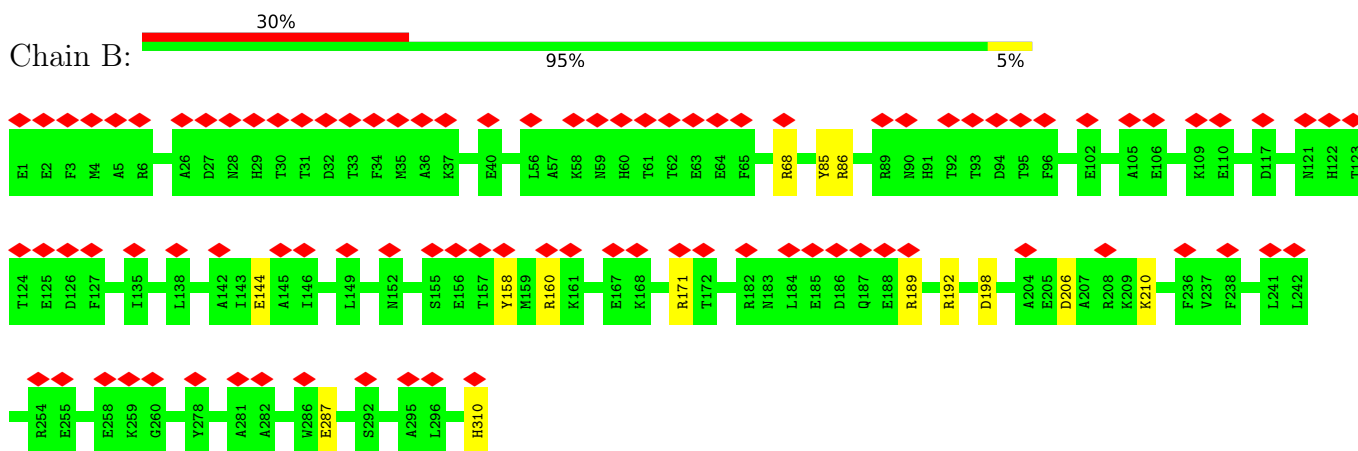 30%
Chain B:
95% 5%
E1 E2 F3 M4 A5 R6 A26 D27 N28 H29 T30 T31 D32 T33 F34 M35 A36 K37 E40 L56 A57 K58 N59 H60 T61 T62 E63 E64 F65 R68 Y85 R86 R89 N90 H91 T92 T93 D94 T95 F96 E102 A105 E106 K109 E110 D117 N121 H122 T123
T124 E125 D126 F127 I135 L138 A142 I143 E144 A145 I146 L149 N152 S155 E156 T157 Y158 M159 R160 K161 E167 K168 R171 T172 R182 N183 L184 E185 D186 Q187 E188 R189 R192 D198 A204 E205 D206 A207 R208 K209 K210 F236 V237 F238 L241 L242
R254 E255 E258 K259 G260 Y278 A281 A282 W286 E287 S292 A295 L296 H310